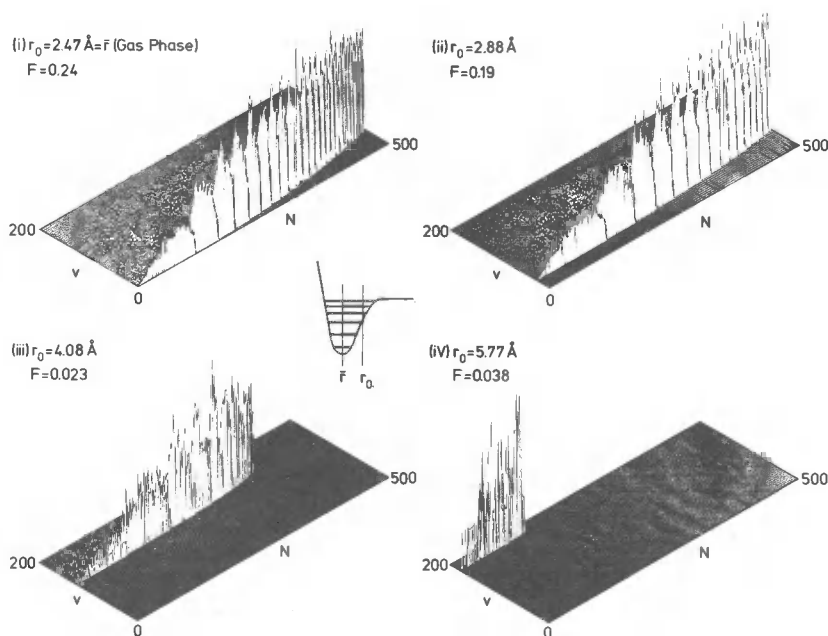 (i) r₀=2.47 Å=r̄ (Gas Phase)
F=0.24
500
N
200
v
0
(ii) r₀=2.88 Å
F=0.19
500
N
200
v
0
r̄ r₀.
(iii) r₀=4.08 Å
F=0.023
500
N
200
v
0
(iV) r₀=5.77 Å
F=0.038
500
N
200
v
0